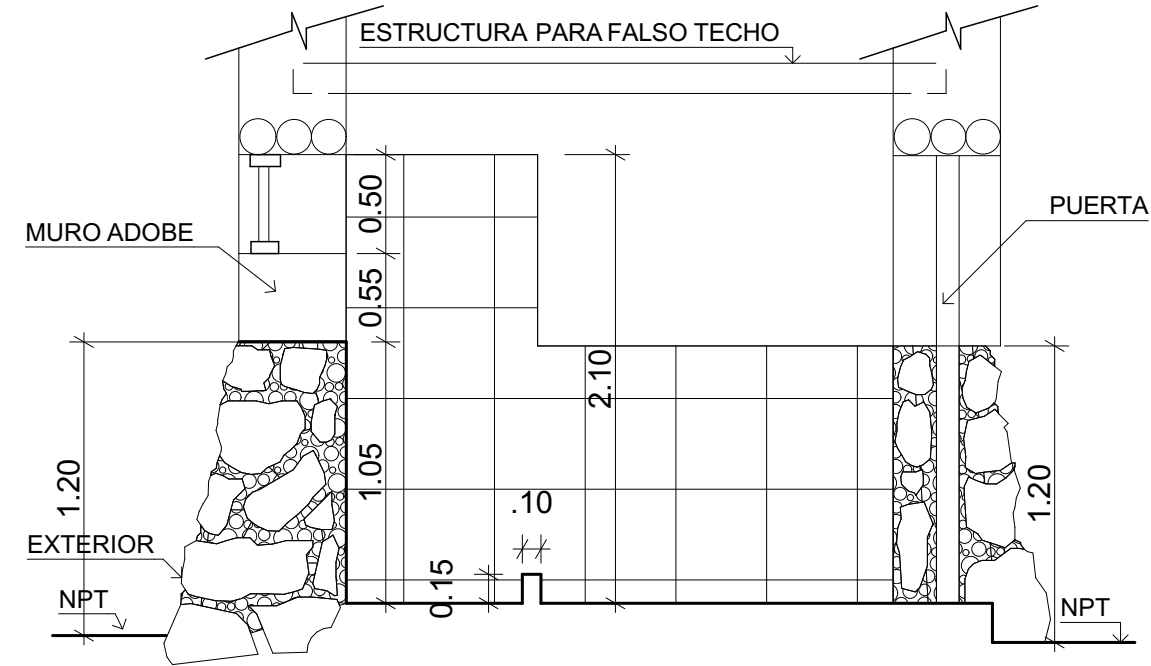 ESTRUCTURA PARA FALSO TECHO
0.50
PUERTA
MURO ADOBE
0.55
2.10
1.20
1.05
1.20
.10
EXTERIOR
0.15
NPT
NPT